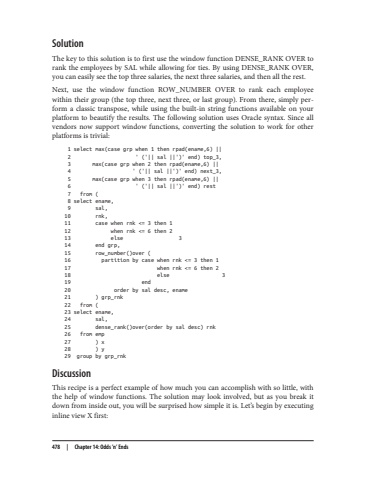 Solution
The key to this solution is to first use the window function DENSE_RANK OVER to
rank the employees by SAL while allowing for ties. By using DENSE_RANK OVER,
you can easily see the top three salaries, the next three salaries, and then all the rest.
Next, use the window function ROW_NUMBER OVER to rank each employee
within their group (the top three, next three, or last group). From there, simply per-
form a classic transpose, while using the built-in string functions available on your
platform to beautify the results. The following solution uses Oracle syntax. Since all
vendors now support window functions, converting the solution to work for other
platforms is trivial:
1 select max(case grp when 1 then rpad(ename,6) ||
2 ' ('|| sal ||')' end) top_3,
3 max(case grp when 2 then rpad(ename,6) ||
4 ' ('|| sal ||')' end) next_3,
5 max(case grp when 3 then rpad(ename,6) ||
6 ' ('|| sal ||')' end) rest
7 from (
8 select ename,
9 sal,
10 rnk,
11 case when rnk <= 3 then 1
12 when rnk <= 6 then 2
13 else 3
14 end grp,
15 row_number()over (
16 partition by case when rnk <= 3 then 1
17 when rnk <= 6 then 2
18 else 3
19 end
20 order by sal desc, ename
21 ) grp_rnk
22 from (
23 select ename,
24 sal,
25 dense_rank()over(order by sal desc) rnk
26 from emp
27 ) x
28 ) y
29 group by grp_rnk
Discussion
This recipe is a perfect example of how much you can accomplish with so little, with
the help of window functions. The solution may look involved, but as you break it
down from inside out, you will be surprised how simple it is. Let's begin by executing
inline view X first:
478 | Chapter 14: Odds 'n' Ends